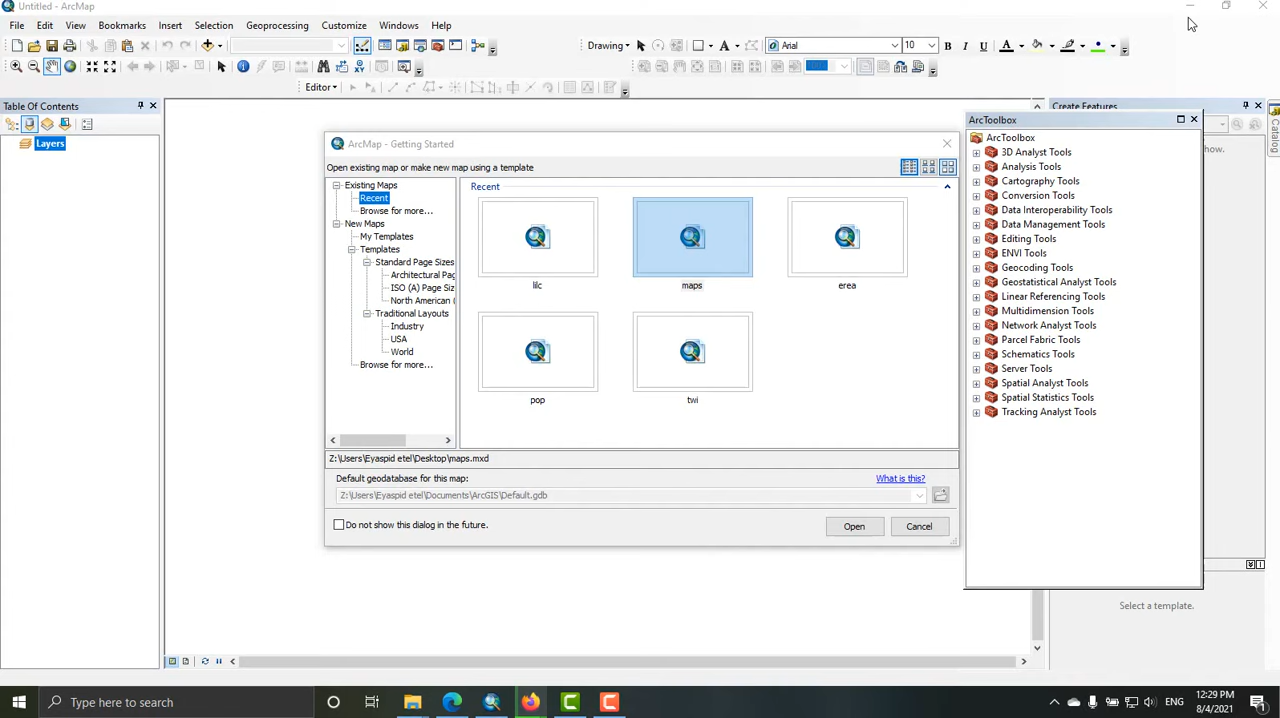 Untitled - ArcMap
File Edit View Bookmarks Insert Selection Geoprocessing Customize Windows Help
Drawing Arial 10 B I U A
Editor
Table Of Contents
Create Features
Layers
Catalog
ArcMap - Getting Started
Open existing map or make new map using a template
Existing Maps
Recent
Browse for more...
New Maps
My Templates
Templates
Standard Page Sizes
Architectural Pag
ISO (A) Page Siz
North American (
Traditional Layouts
Industry
USA
World
Browse for more...
Recent
lilc
maps
erea
pop
twi
Z:\Users\Eyaspid etel\Desktop\maps.mxd
Default geodatabase for this map:
What is this?
Z:\Users\Eyaspid etel\Documents\ArcGIS\Default.gdb
Do not show this dialog in the future.
Open
Cancel
ArcToolbox
ArcToolbox
3D Analyst Tools
Analysis Tools
Cartography Tools
Conversion Tools
Data Interoperability Tools
Data Management Tools
Editing Tools
ENVI Tools
Geocoding Tools
Geostatistical Analyst Tools
Linear Referencing Tools
Multidimension Tools
Network Analyst Tools
Parcel Fabric Tools
Schematics Tools
Server Tools
Spatial Analyst Tools
Spatial Statistics Tools
Tracking Analyst Tools
how.
Select a template.
Type here to search
ENG
12:29 PM
8/4/2021
1